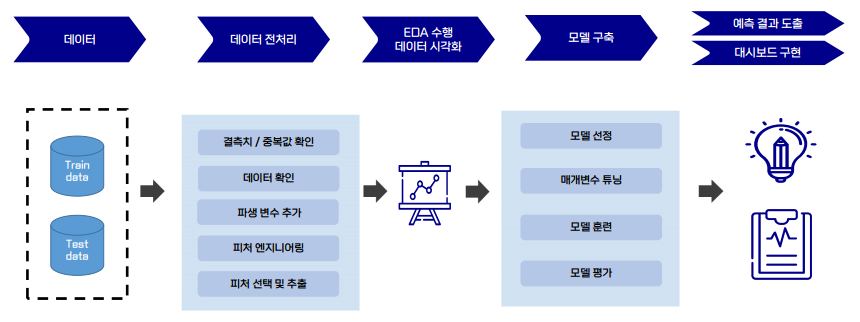 데이터
데이터 전처리
EDA 수행
데이터 시각화
모델 구축
예측 결과 도출
대시보드 구현
Train
data
Test
data
결측치 / 중복값 확인
데이터 확인
파생 변수 추가
피처 엔지니어링
피처 선택 및 추출
모델 선정
매개변수 튜닝
모델 훈련
모델 평가